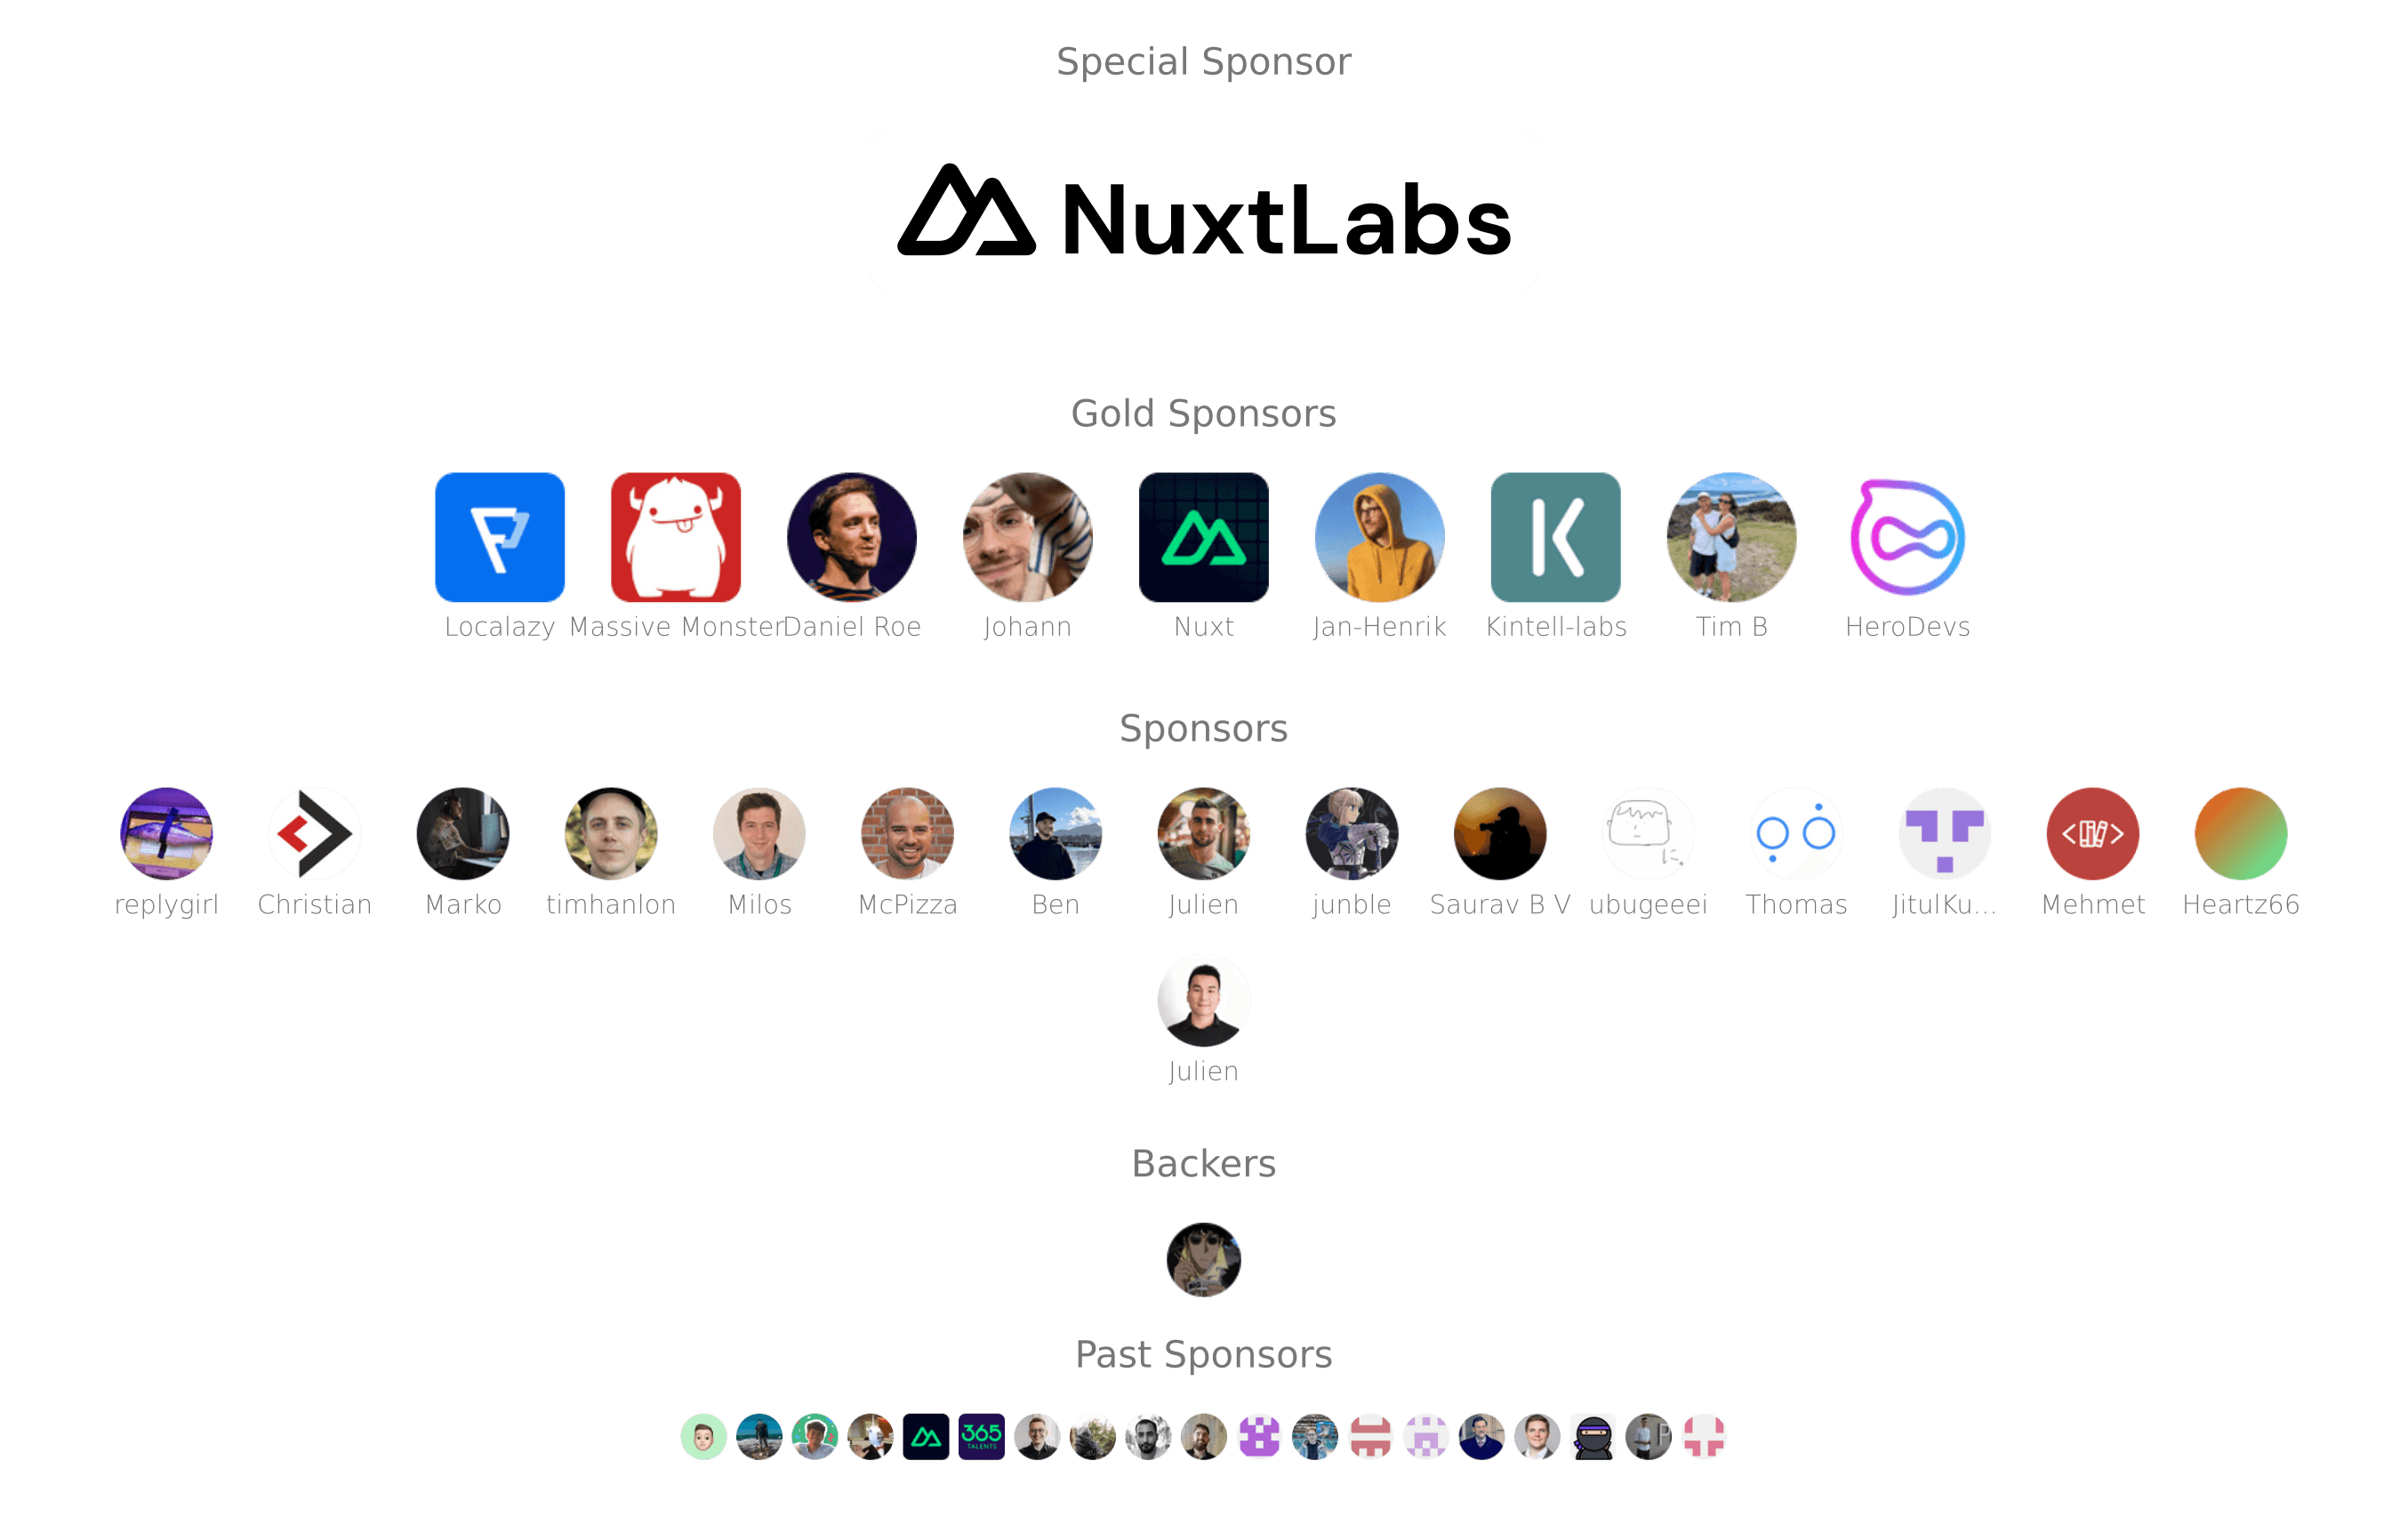 Special Sponsor
NuxtLabs
Gold Sponsors
Localazy Massive Monster Daniel Roe Johann Nuxt Jan-Henrik Kintell-labs Tim B HeroDevs
Sponsors
replygirl Christian Marko timhanlon Milos McPizza Ben Julien junble Saurav B V ubugeeei Thomas JitulKu... Mehmet Heartz66
Julien
Backers
Past Sponsors
365
TALENTS